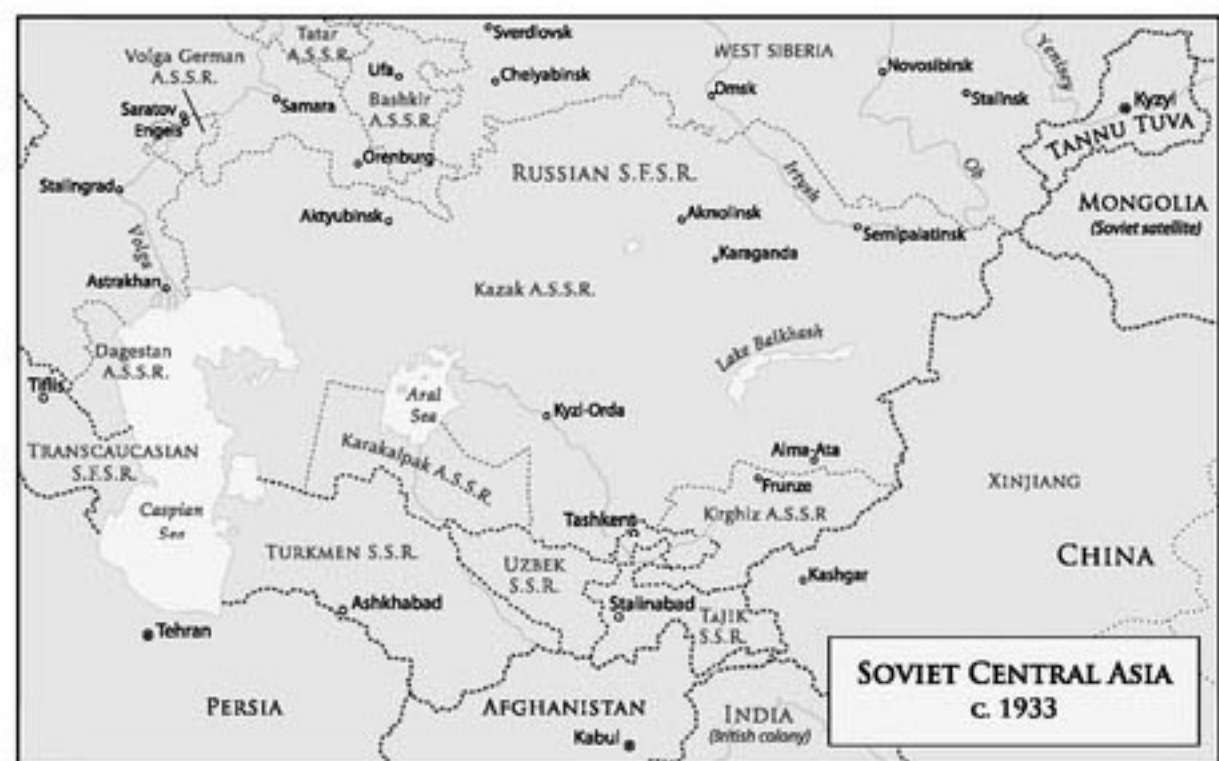 Tatar
A.S.S.R.
Sverdlovsk
Volga German
A.S.S.R.
WEST SIBERIA
Yenisey
Ufa
Chelyabinsk
Novosibirsk
Omsk
Stalinsk
Kyzyl
Samara
Bashkir
A.S.S.R.
Saratov
Engels
TANNU TUVA
Orenburg
RUSSIAN S.F.S.R.
Irtysh
Ob
Stalingrad
Aktyubinsk
Akmolinsk
Semipalatinsk
MONGOLIA
(Soviet satellite)
Volga
Karaganda
Astrakhan
Kazak A.S.S.R.
Dagestan
A.S.S.R.
Lake Balkhash
Tiflis
Aral
Sea
Kyzl-Orda
TRANSCAUCASIAN
S.F.S.R.
Karakalpak A.S.S.R.
Alma-Ata
Frunze
XINJIANG
Caspian
Sea
Tashkent
Kirghiz A.S.S.R
TURKMEN S.S.R.
UZBEK
S.S.R.
CHINA
Kashgar
Ashkhabad
Stalinabad
TAJIK
S.S.R.
Tehran
SOVIET CENTRAL ASIA
c. 1933
PERSIA
AFGHANISTAN
INDIA
(British colony)
Kabul